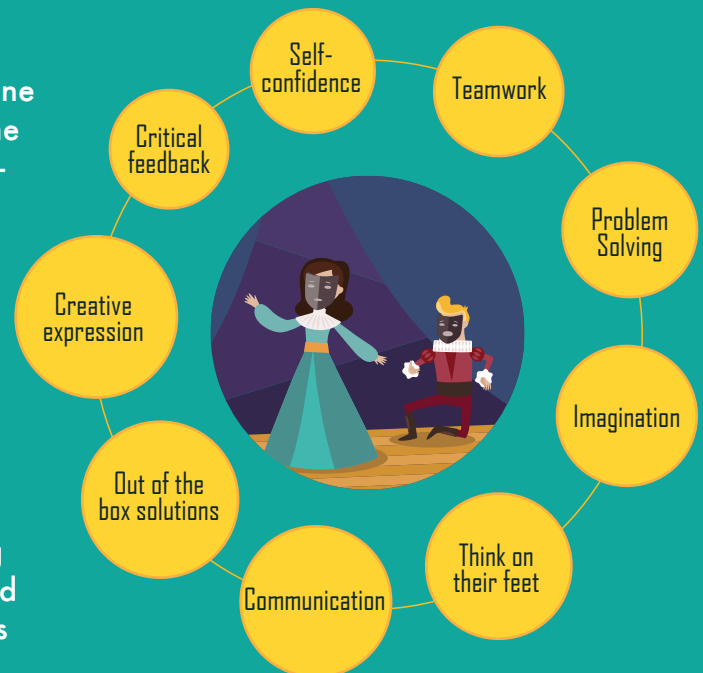 Self-
confidence
Teamwork
Problem
Solving
Imagination
Think on
their feet
Communication
Out of the
box solutions
Creative
expression
Critical
feedback